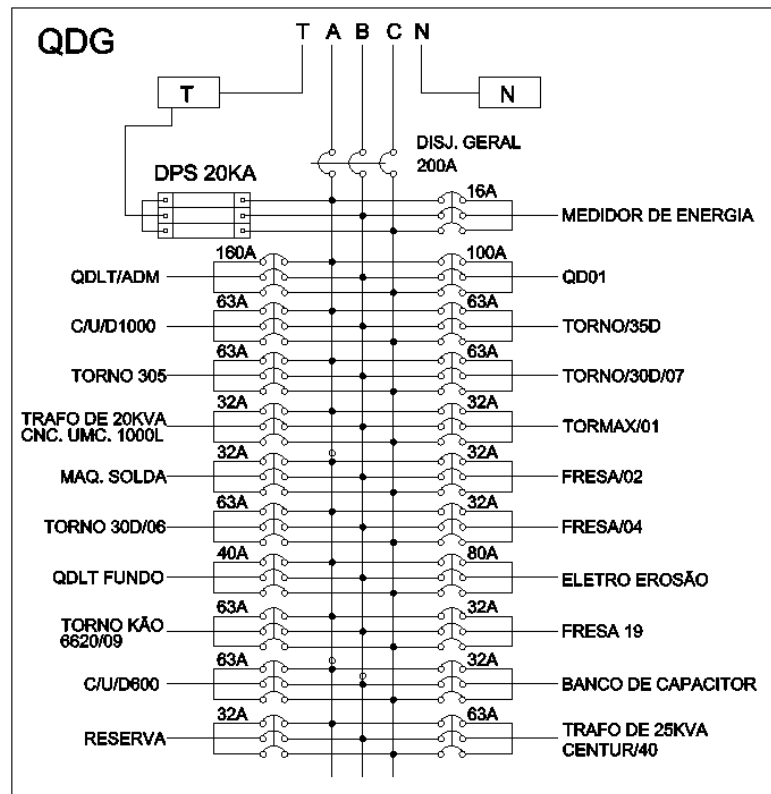 QDG
T A B C N
T
N
DISJ. GERAL
200A
DPS 20KA
16A
MEDIDOR DE ENERGIA
160A
100A
QDLT/ADM
QD01
63A
63A
C/U/D1000
TORNO/35D
63A
63A
TORNO 305
TORNO/30D/07
32A
32A
TRAFO DE 20KVA
CNC. UMC. 1000L
TORMAX/01
32A
32A
MAQ. SOLDA
FRESA/02
63A
32A
TORNO 30D/06
FRESA/04
40A
80A
QDLT FUNDO
ELETRO EROSÃO
63A
32A
TORNO KÃO
6620/09
FRESA 19
63A
32A
C/U/D600
BANCO DE CAPACITOR
32A
63A
RESERVA
TRAFO DE 25KVA
CENTUR/40